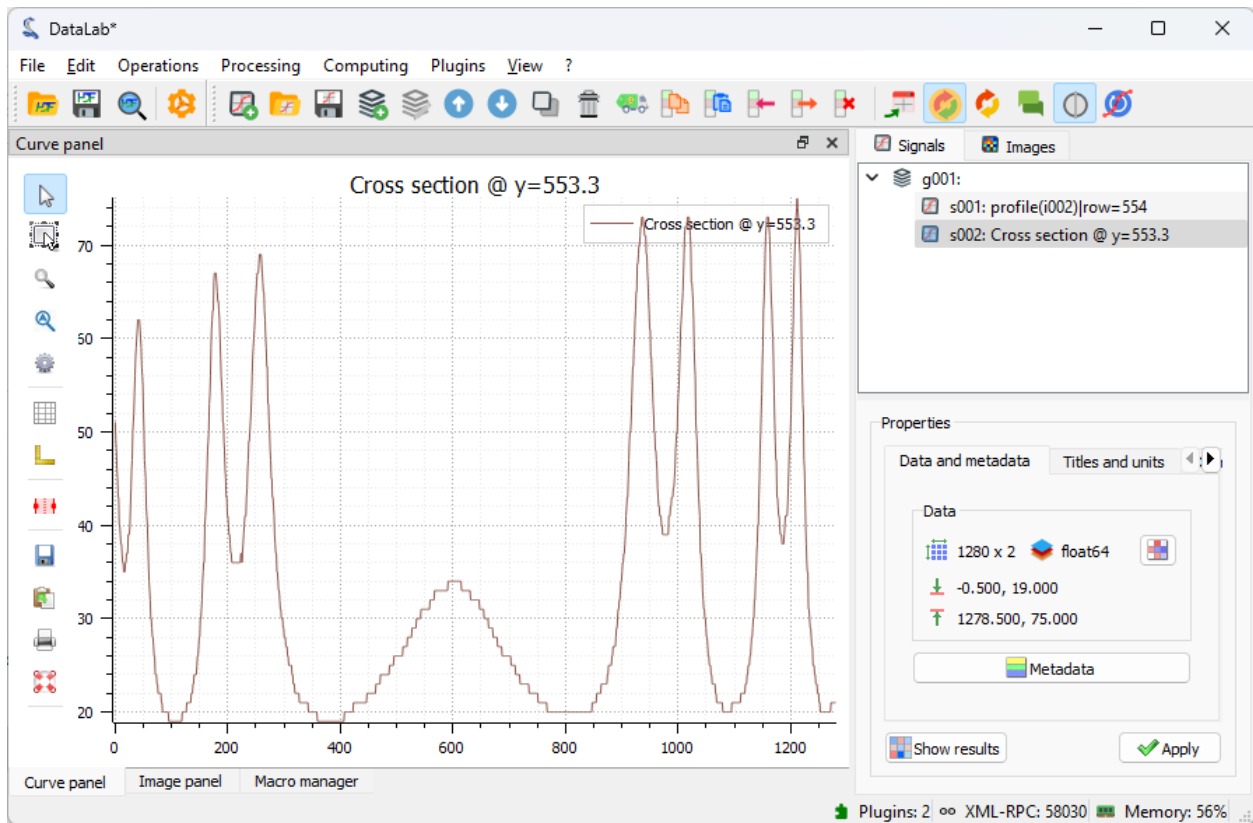 DataLab*
File Edit Operations Processing Computing Plugins View ?
Curve panel
Cross section @ y=553.3
Cross section @ y=553.3
70
60
50
40
30
20
0 200 400 600 800 1000 1200
Curve panel Image panel Macro manager
Signals Images
g001:
s001: profile(i002)|row=554
s002: Cross section @ y=553.3
Properties
Data and metadata Titles and units
Data
1280 x 2 float64
-0.500, 19.000
1278.500, 75.000
Metadata
Show results Apply
Plugins: 2 XML-RPC: 58030 Memory: 56%